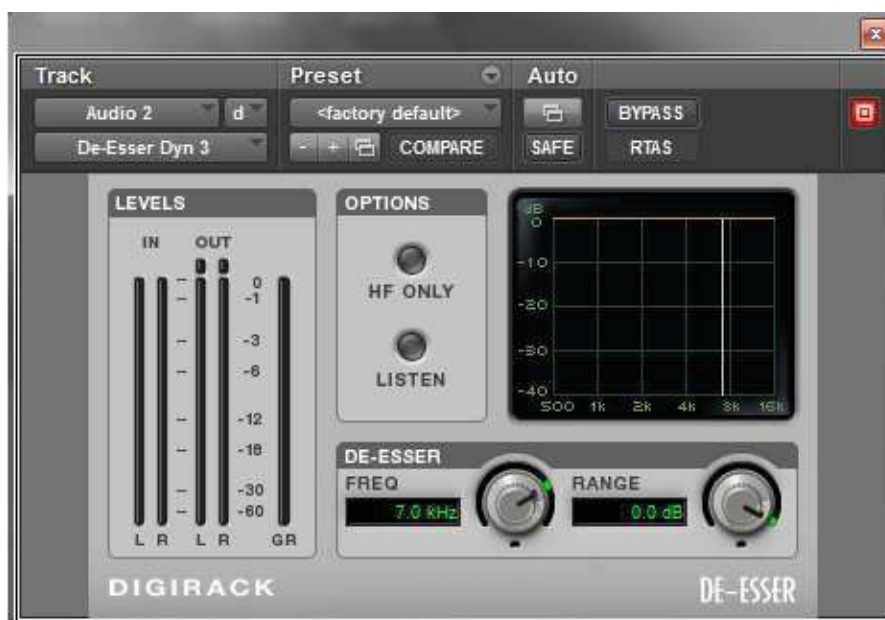 Track Preset Auto
Audio 2 d <factory default> BYPASS
De-Esser Dyn 3 - + COMPARE SAFE RTAS
LEVELS
IN OUT
0
-1
-3
-6
-12
-18
-30
-60
L R L R GR
OPTIONS
HF ONLY
LISTEN
dB
0
-10
-20
-30
-40
500 1k 2k 4k 8k 16k
DE-ESSER
FREQ RANGE
7.0 kHz 0.0 dB
DIGIRACK DE-ESSER